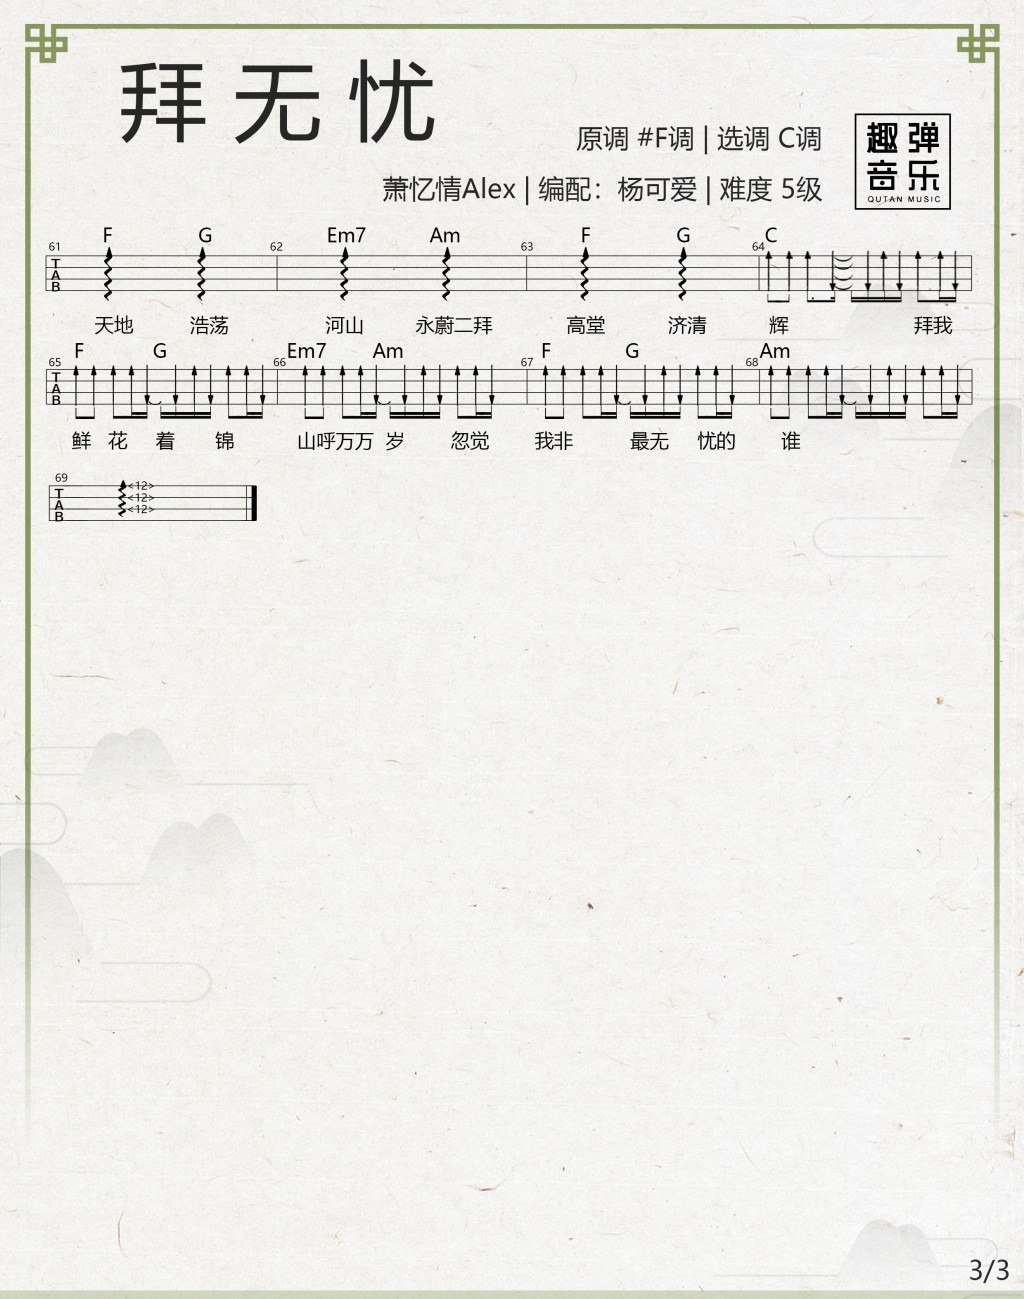 拜无忧
原调 #F调 | 选调 C调
萧忆情Alex | 编配：杨可爱 | 难度 5级
趣弹
音乐
QUTAN MUSIC
F G Em7 Am F G C
61 62 63 64
TAB
天地 浩荡 河山 永蔚二拜 高堂 济清 辉 拜我
F G Em7 Am F G Am
65 66 67 68
TAB
鲜 花 着 锦 山呼万万 岁 忽觉 我非 最无 忧的 谁
69
TAB
<12>
<12>
<12>
3/3